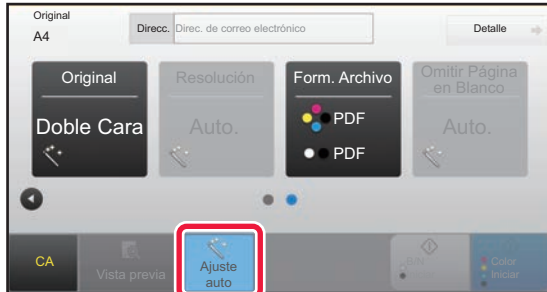 Original
A4
Direcc. Direc. de correo electrónico
Detalle
Original
Doble Cara
Resolución
Auto.
Form. Archivo
PDF
PDF
Omitir Página
en Blanco
Auto.
CA
Vista previa
Ajuste
auto
B/N
Iniciar
Color
Iniciar